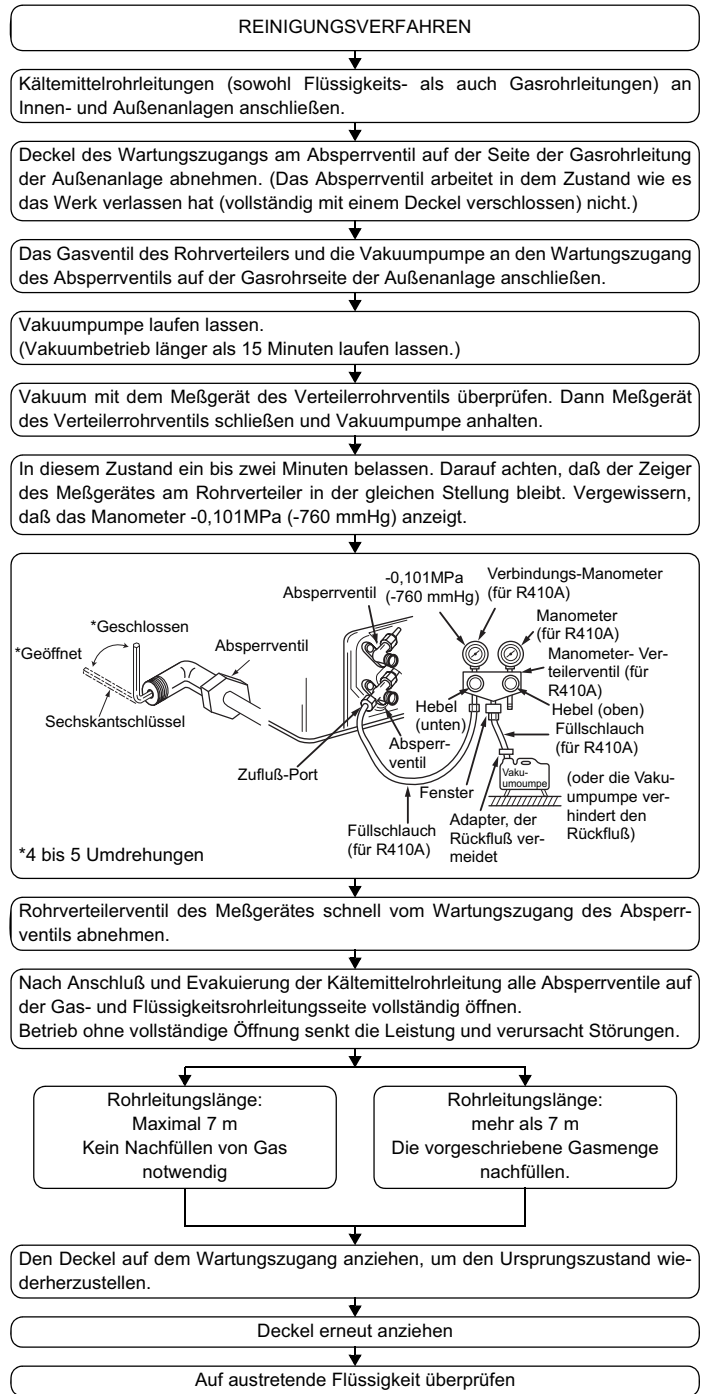 REINIGUNGSVERFAHREN
Kältemittelrohrleitungen (sowohl Flüssigkeits- als auch Gasrohrleitungen) an
Innen- und Außenanlagen anschließen.
Deckel des Wartungszugangs am Absperrventil auf der Seite der Gasrohrleitung
der Außenanlage abnehmen. (Das Absperrventil arbeitet in dem Zustand wie es
das Werk verlassen hat (vollständig mit einem Deckel verschlossen) nicht.)
Das Gasventil des Rohrverteilers und die Vakuumpumpe an den Wartungszugang
des Absperrventils auf der Gasrohrseite der Außenanlage anschließen.
Vakuumpumpe laufen lassen.
(Vakuumbetrieb länger als 15 Minuten laufen lassen.)
Vakuum mit dem Meßgerät des Verteilerrohrventils überprüfen. Dann Meßgerät
des Verteilerrohrventils schließen und Vakuumpumpe anhalten.
In diesem Zustand ein bis zwei Minuten belassen. Darauf achten, daß der Zeiger
des Meßgerätes am Rohrverteiler in der gleichen Stellung bleibt. Vergewissern,
daß das Manometer -0,101MPa (-760 mmHg) anzeigt.
*Geschlossen
*Geöffnet
Sechskantschlüssel
Absperrventil
Absperrventil
-0,101MPa
(-760 mmHg)
Verbindungs-Manometer
(für R410A)
Manometer
(für R410A)
Manometer- Ver-
teilerventil (für
R410A)
Hebel
(unten)
Hebel (oben)
Füllschlauch
(für R410A)
Absperr-
ventil
Zufluß-Port
Fenster
Vaku-
umoumpe
(oder die Vaku-
umpumpe ver-
hindert den
Rückfluß)
Adapter, der
Rückfluß ver-
meidet
Füllschlauch
(für R410A)
*4 bis 5 Umdrehungen
Rohrverteilerventil des Meßgerätes schnell vom Wartungszugang des Absperr-
ventils abnehmen.
Nach Anschluß und Evakuierung der Kältemittelrohrleitung alle Absperrventile auf
der Gas- und Flüssigkeitsrohrleitungsseite vollständig öffnen.
Betrieb ohne vollständige Öffnung senkt die Leistung und verursacht Störungen.
Rohrleitungslänge:
Maximal 7 m
Kein Nachfüllen von Gas
notwendig
Rohrleitungslänge:
mehr als 7 m
Die vorgeschriebene Gasmenge
nachfüllen.
Den Deckel auf dem Wartungszugang anziehen, um den Ursprungszustand wie-
derherzustellen.
Deckel erneut anziehen
Auf austretende Flüssigkeit überprüfen